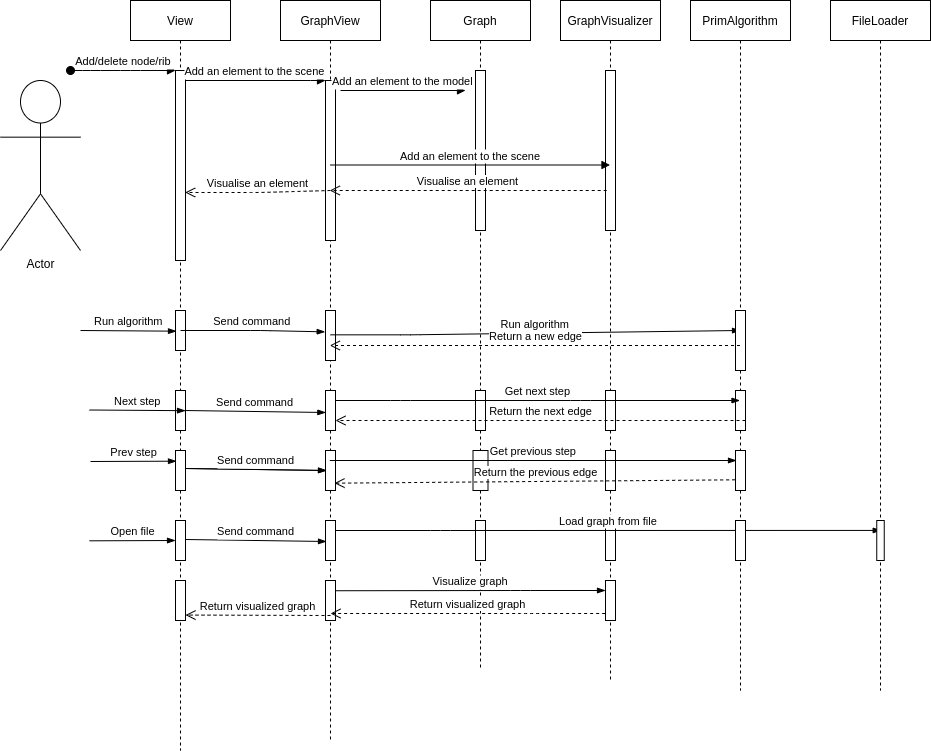 View
GraphView
Graph
GraphVisualizer
PrimAlgorithm
FileLoader
Add/delete node/rib
Add an element to the scene
Add an element to the model
Add an element to the scene
Visualise an element
Visualise an element
Actor
Run algorithm
Send command
Run algorithm
Return a new edge
Next step
Send command
Get next step
Return the next edge
Prev step
Send command
Get previous step
Return the previous edge
Open file
Send command
Load graph from file
Visualize graph
Return visualized graph
Return visualized graph